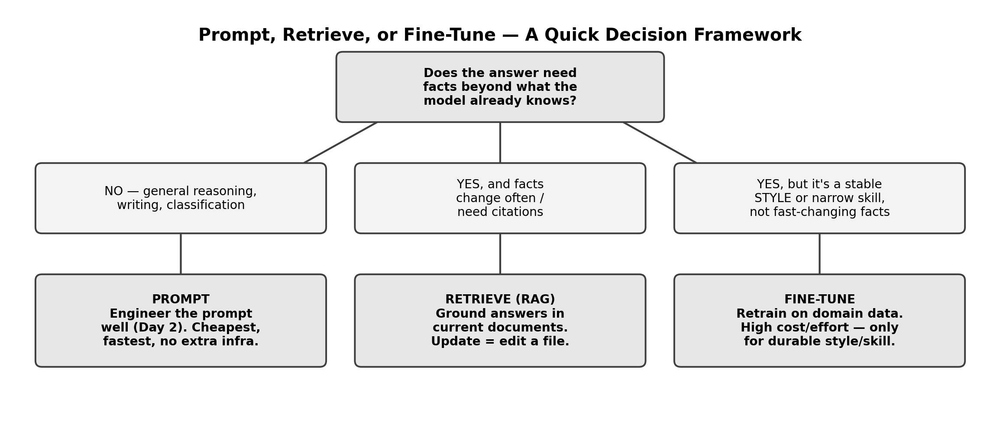 Prompt, Retrieve, or Fine-Tune — A Quick Decision Framework
Does the answer need
facts beyond what the
model already knows?
NO — general reasoning,
writing, classification
YES, and facts
change often /
need citations
YES, but it's a stable
STYLE or narrow skill,
not fast-changing facts
PROMPT
Engineer the prompt
well (Day 2). Cheapest,
fastest, no extra infra.
RETRIEVE (RAG)
Ground answers in
current documents.
Update = edit a file.
FINE-TUNE
Retrain on domain data.
High cost/effort — only
for durable style/skill.